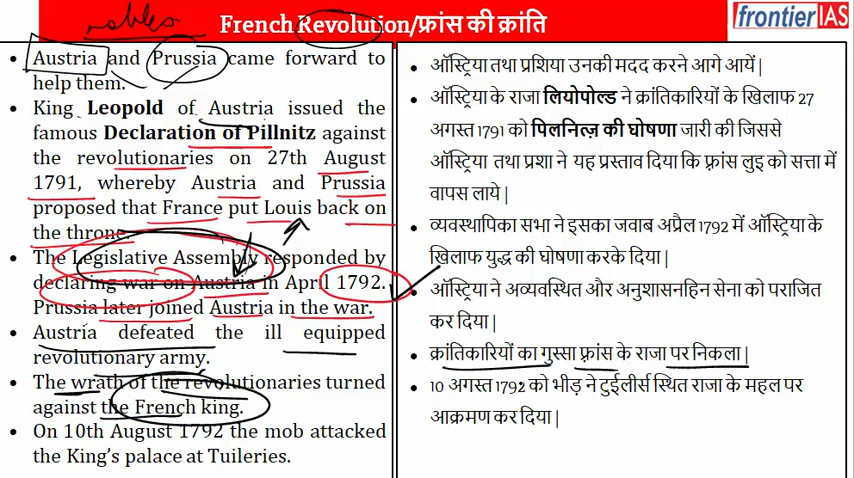 nobles
French Revolution/फ्रांस की क्रांति
frontierIAS
• Austria and Prussia came forward to
help them.
• King Leopold of Austria issued the
famous Declaration of Pillnitz against
the revolutionaries on 27th August
1791, whereby Austria and Prussia
proposed that France put Louis back on
the throne.
• The Legislative Assembly responded by
declaring war on Austria in April 1792.
Prussia later joined Austria in the war.
• Austria defeated the ill equipped
revolutionary army.
• The wrath of the revolutionaries turned
against the French king.
• On 10th August 1792 the mob attacked
the King's palace at Tuileries.
• ऑस्ट्रिया तथा प्रशिया उनकी मदद करने आगे आयें|
• ऑस्ट्रिया के राजा लियोपोल्ड ने क्रांतिकारियों के खिलाफ 27
अगस्त 1791 को पिलनित्ज़ की घोषणा जारी की जिससे
ऑस्ट्रिया तथा प्रशा ने यह प्रस्ताव दिया कि फ़्रांस लुइ को सत्ता में
वापस लाये|
• व्यवस्थापिका सभा ने इसका जवाब अप्रैल 1792 में ऑस्ट्रिया के
खिलाफ युद्ध की घोषणा करके दिया|
• ऑस्ट्रिया ने अव्यवस्थित और अनुशासनहिन सेना को पराजित
कर दिया|
• क्रांतिकारियों का गुस्सा फ़्रांस के राजा पर निकला|
• 10 अगस्त 1792 को भीड़ ने टुईलीर्स स्थित राजा के महल पर
आक्रमण कर दिया|